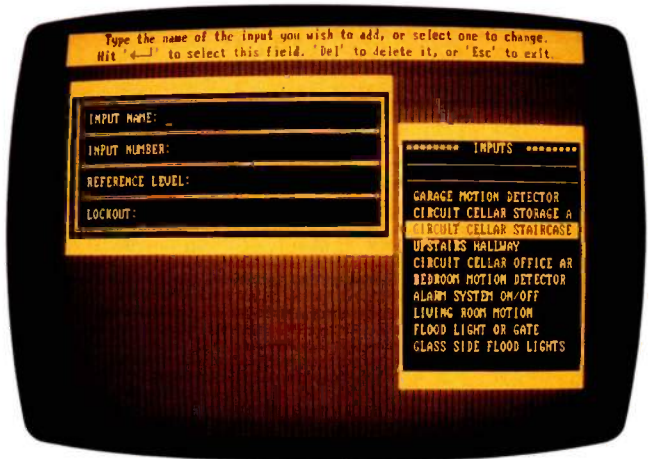 Type the name of the input you wish to add, or select one to change.
Hit '←┘' to select this field. 'Del' to delete it, or 'Esc' to exit.
INPUT NAME: _
INPUT NUMBER:
REFERENCE LEVEL:
LOCKOUT:
******** INPUTS ********
GARAGE MOTION DETECTOR
CIRCUIT CELLAR STORAGE A
CIRCUIT CELLAR STAIRCASE
UPSTAIRS HALLWAY
CIRCUIT CELLAR OFFICE AR
BEDROOM MOTION DETECTOR
ALARM SYSTEM ON/OFF
LIVING ROOM MOTION
FLOOD LIGHT OR GATE
GLASS SIDE FLOOD LIGHTS